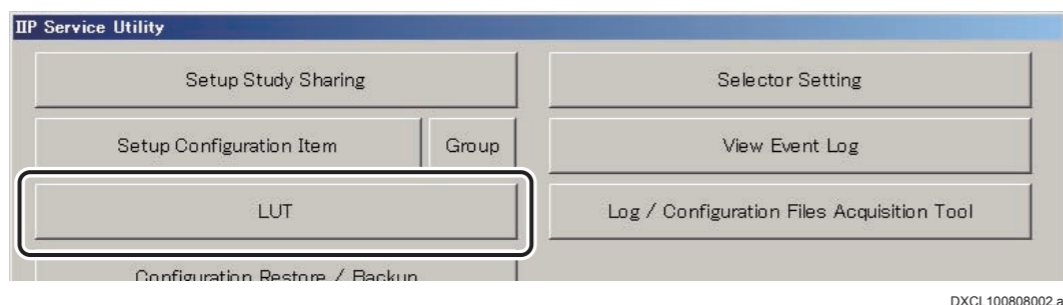 IIP Service Utility
Setup Study Sharing
Selector Setting
Setup Configuration Item
Group
View Event Log
LUT
Log / Configuration Files Acquisition Tool
Configuration Restore / Backup